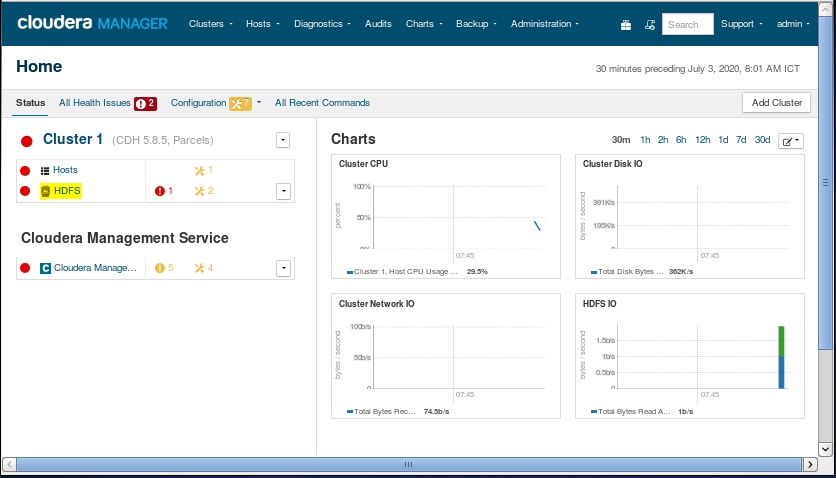 cloudera MANAGER Clusters Hosts Diagnostics Audits Charts Backup Administration Search Support admin
Home
30 minutes preceding July 3, 2020, 8:01 AM ICT
Status All Health Issues 2 Configuration 7 All Recent Commands Add Cluster
Cluster 1 (CDH 5.8.5, Parcels)
Hosts 1
HDFS 1 2
Cloudera Management Service
C Cloudera Manage... 5 4
Charts
30m 1h 2h 6h 12h 1d 7d 30d
Cluster CPU
percent
100%
50%
0%
07:45
Cluster 1, Host CPU Usage ... 29.5%
Cluster Disk IO
bytes / second
391K/s
195K/s
0
07:45
Total Disk Bytes ... 362K/s
Cluster Network IO
bytes / second
100b/s
50b/s
0
07:45
Total Bytes Rec... 74.5b/s
HDFS IO
bytes / second
1.5b/s
1b/s
0.5b/s
0
07:45
Total Bytes Read A... 1b/s